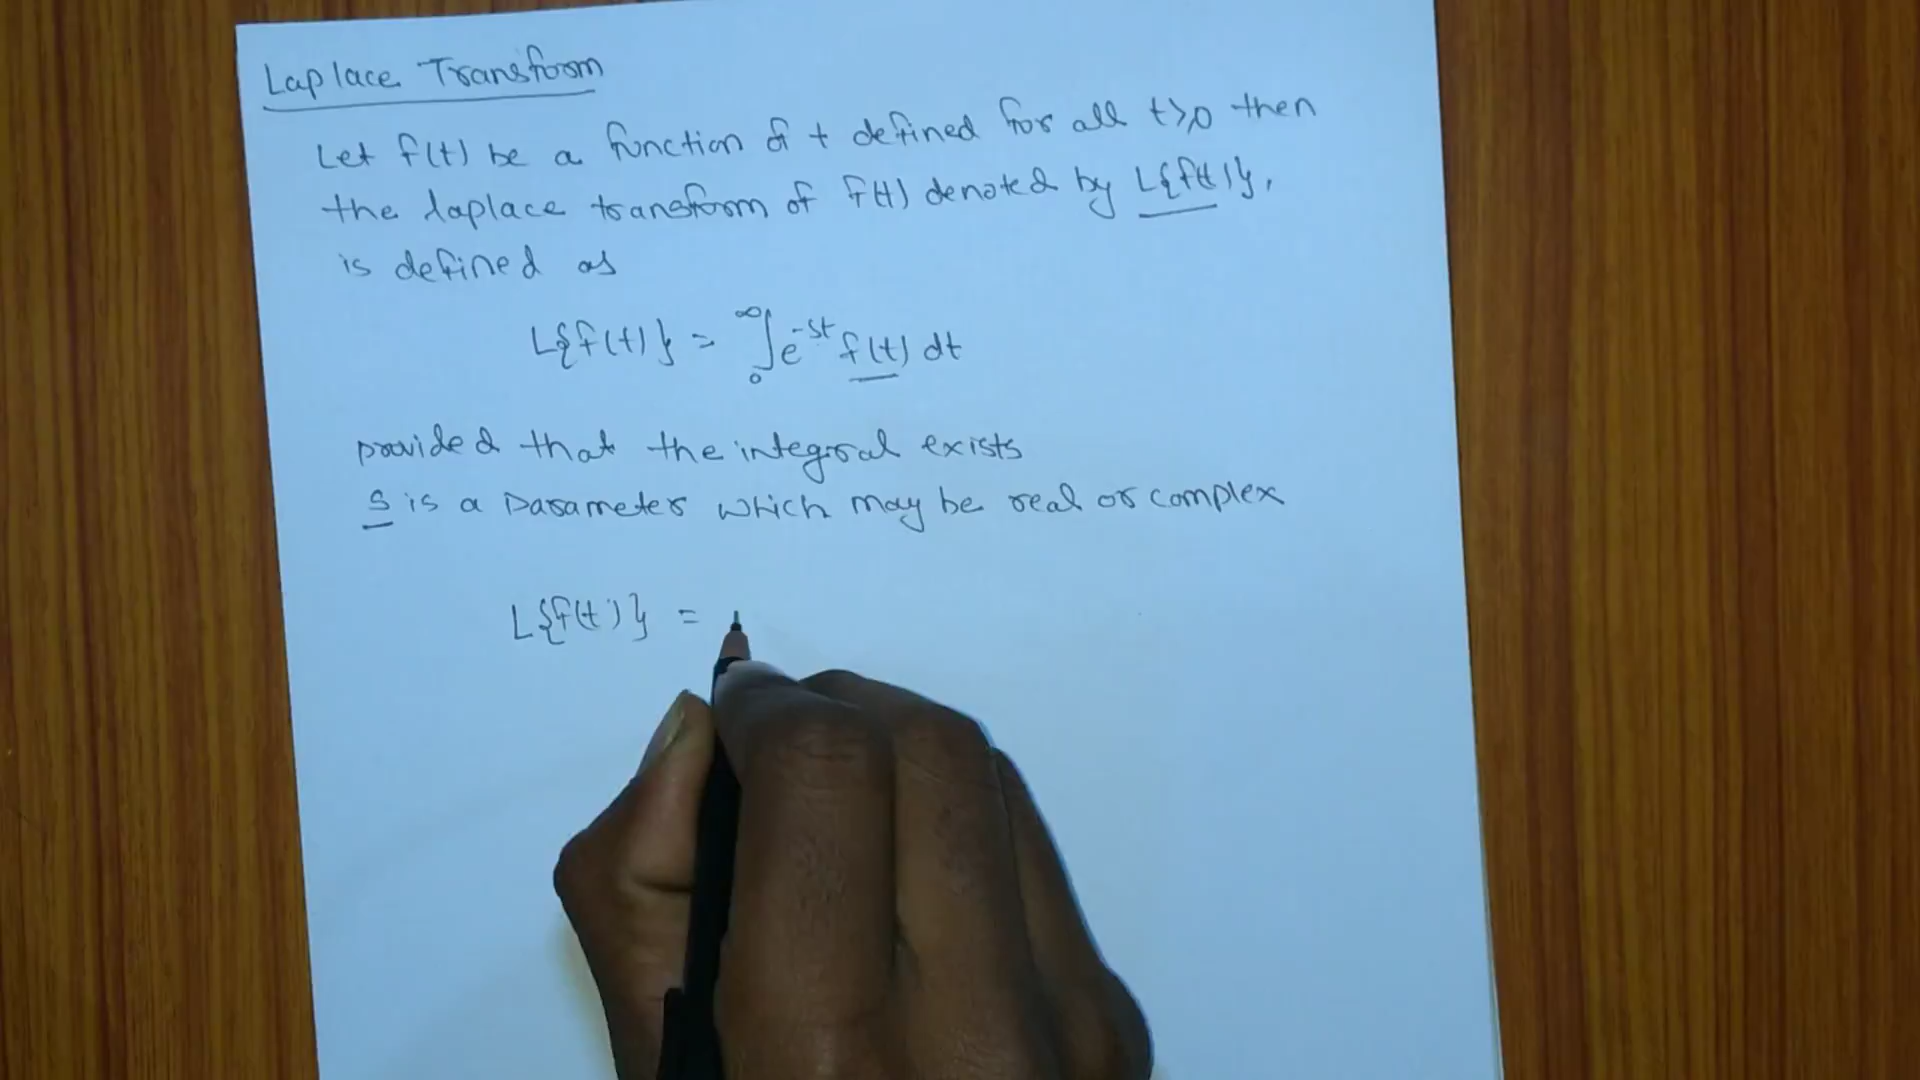 Laplace Transform
Let f(t) be a function of t defined for all t≥0 then
the laplace transform of f(t) denoted by L{f(t)},
is defined as
L{f(t)} = ∫₀^∞ e^-st f(t) dt
provided that the integral exists
S is a Parameter which may be real or complex
L{f(t)} =